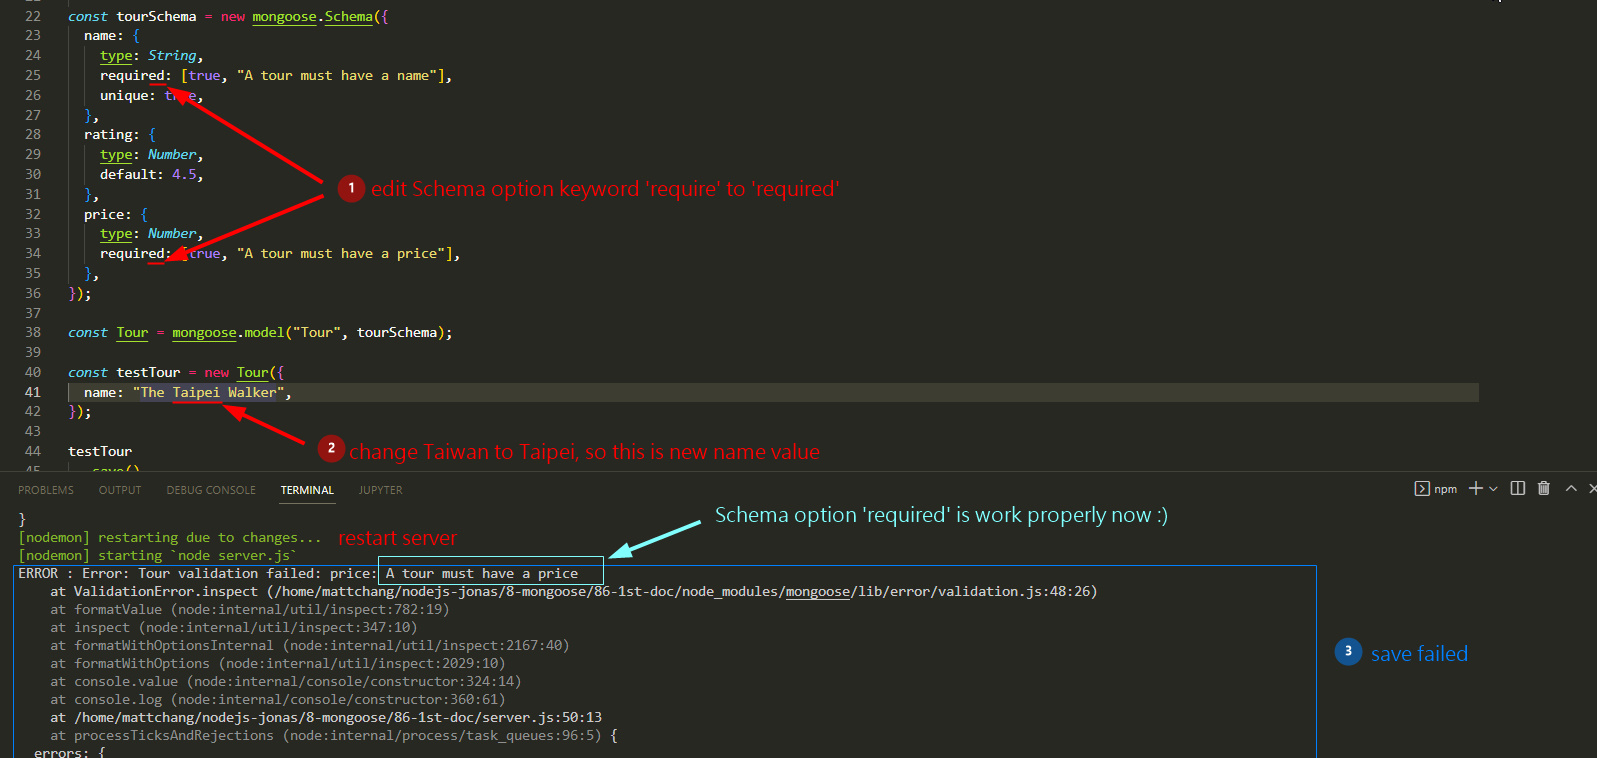 22 const tourSchema = new mongoose.Schema({
23 name: {
24 type: String,
25 required: [true, "A tour must have a name"],
26 unique: true,
27 },
28 rating: {
29 type: Number,
30 default: 4.5,
31 },
1 edit Schema option keyword 'require' to 'required'
32 price: {
33 type: Number,
34 required: [true, "A tour must have a price"],
35 },
36 });
37
38 const Tour = mongoose.model("Tour", tourSchema);
39
40 const testTour = new Tour({
41 name: "The Taipei Walker",
42 });
43
44 testTour
2 change Taiwan to Taipei, so this is new name value
45 .save()
PROBLEMS OUTPUT DEBUG CONSOLE TERMINAL JUPYTER npm
}
Schema option 'required' is work properly now :)
[nodemon] restarting due to changes... restart server
[nodemon] starting `node server.js`
ERROR : Error: Tour validation failed: price: A tour must have a price
at ValidationError.inspect (/home/mattchang/nodejs-jonas/8-mongoose/86-1st-doc/node_modules/mongoose/lib/error/validation.js:48:26)
at formatValue (node:internal/util/inspect:782:19)
at inspect (node:internal/util/inspect:347:10)
at formatWithOptionsInternal (node:internal/util/inspect:2167:40)
3 save failed
at formatWithOptions (node:internal/util/inspect:2029:10)
at console.value (node:internal/console/constructor:324:14)
at console.log (node:internal/console/constructor:360:61)
at /home/mattchang/nodejs-jonas/8-mongoose/86-1st-doc/server.js:50:13
at processTicksAndRejections (node:internal/process/task_queues:96:5) {
errors: {